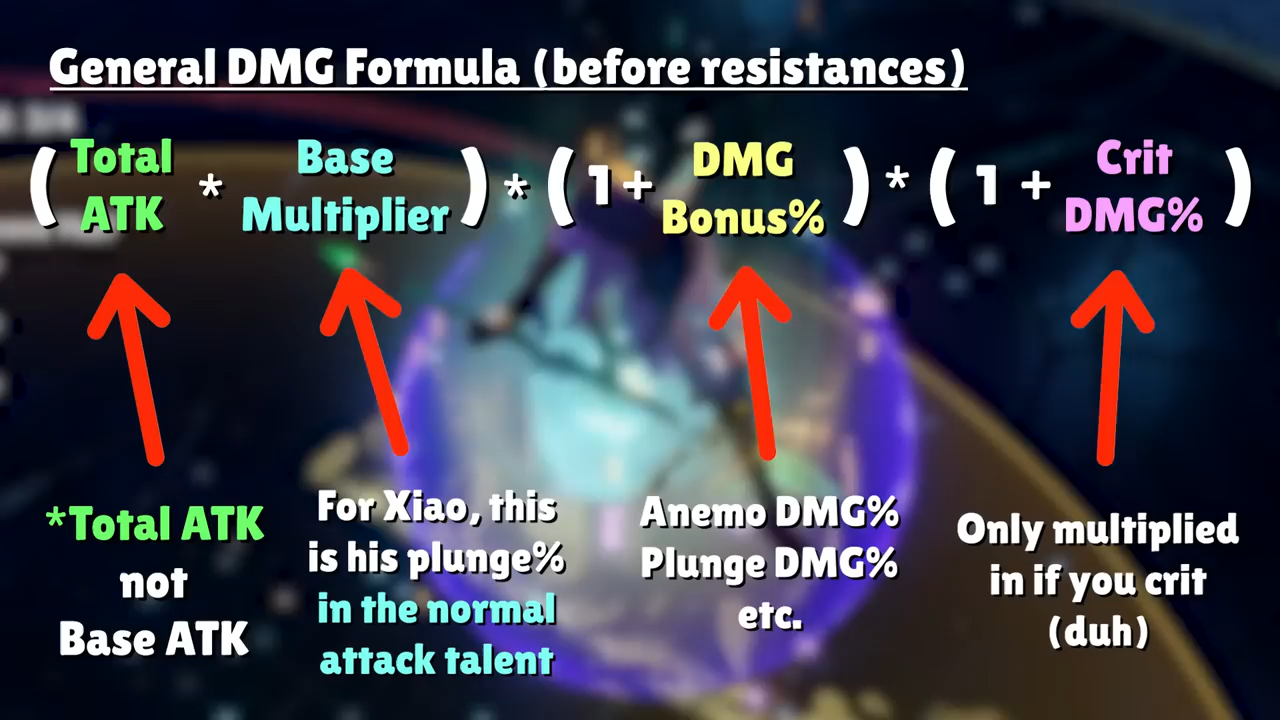 General DMG Formula (before resistances)
( Total ATK * Base Multiplier ) * ( 1 + DMG Bonus% ) * ( 1 + Crit DMG% )
*Total ATK
not
Base ATK
For Xiao, this
is his plunge%
in the normal
attack talent
Anemo DMG%
Plunge DMG%
etc.
Only multiplied
in if you crit
(duh)